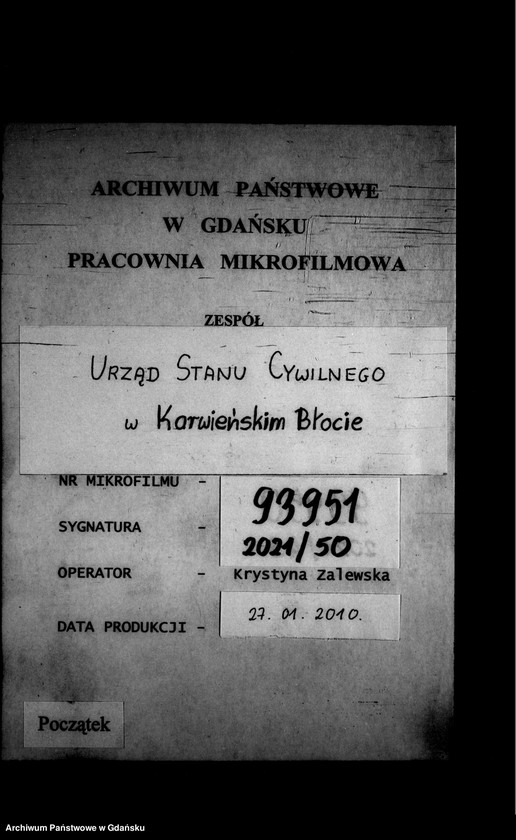 ARCHIWUM PAŃSTWOWE
W GDAŃSKU
PRACOWNIA MIKROFILMOWA
ZESPÓŁ
URZĄD STANU CYWILNEGO
w Karwieńskim Błocie
NR MIKROFILMU - 93951
SYGNATURA - 2021/50
OPERATOR - Krystyna Zalewska
DATA PRODUKCJI - 27. 01. 2010.
Początek
Archiwum Państwowe w Gdańsku